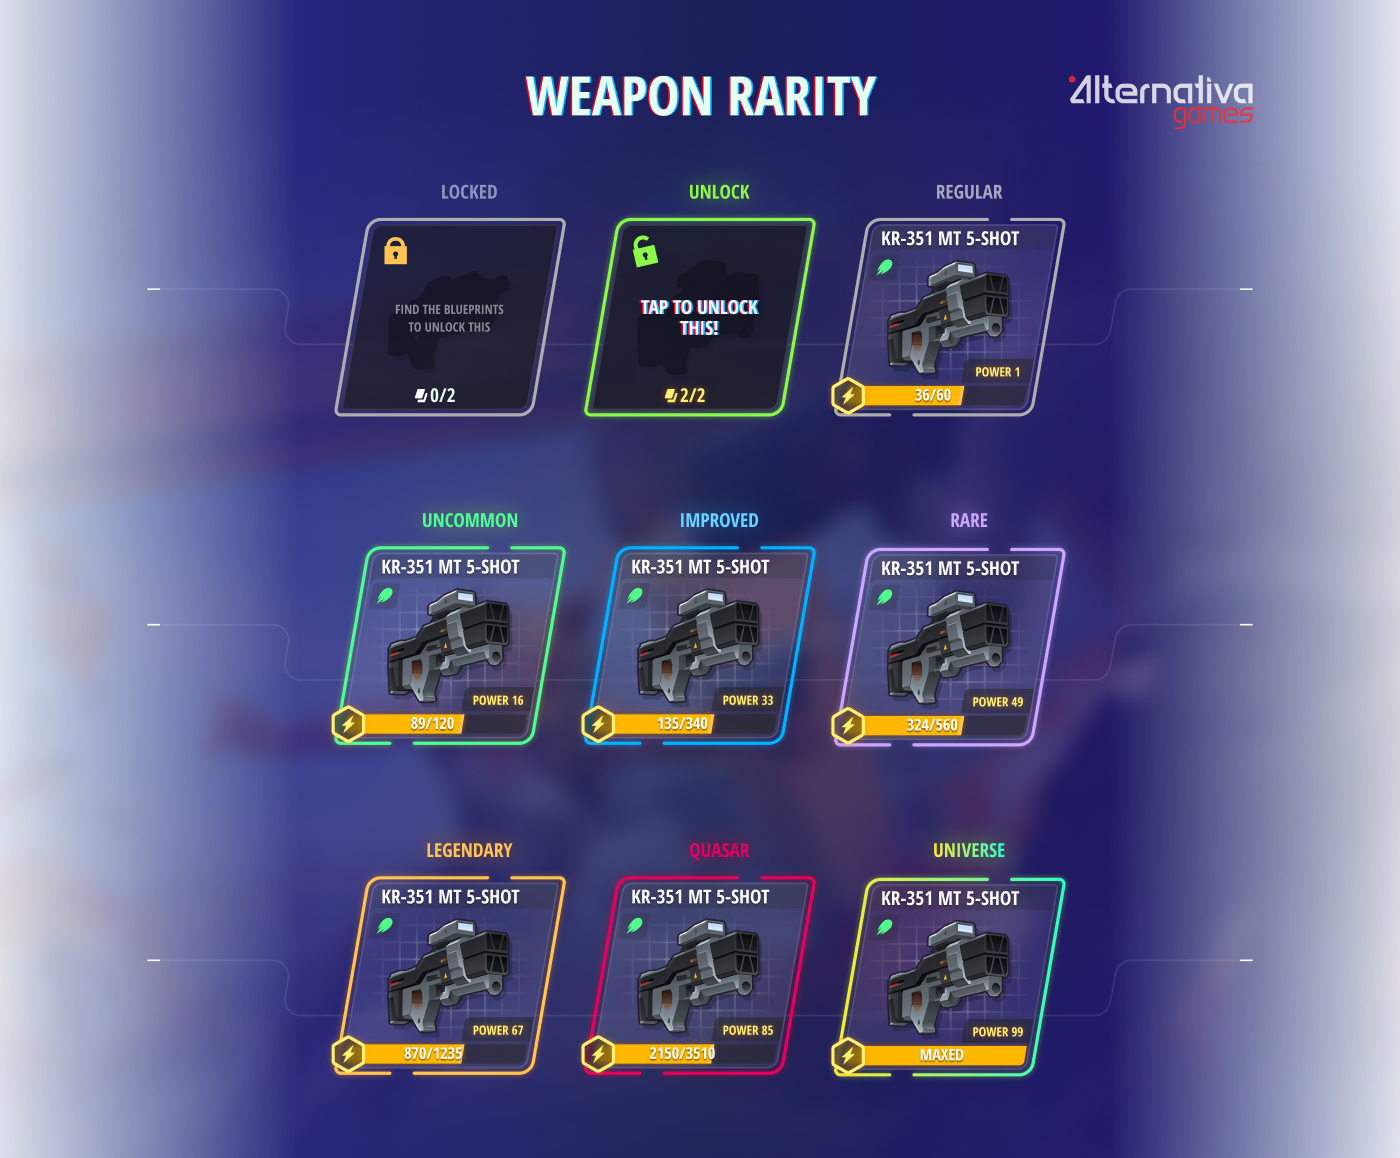 WEAPON RARITY
Alternativa
games
LOCKED
UNLOCK
REGULAR
FIND THE BLUEPRINTS
TO UNLOCK THIS
0/2
TAP TO UNLOCK
THIS!
2/2
KR-351 MT 5-SHOT
POWER 1
36/60
UNCOMMON
IMPROVED
RARE
KR-351 MT 5-SHOT
POWER 16
89/120
KR-351 MT 5-SHOT
POWER 33
135/340
KR-351 MT 5-SHOT
POWER 49
324/560
LEGENDARY
QUASAR
UNIVERSE
KR-351 MT 5-SHOT
POWER 67
870/1235
KR-351 MT 5-SHOT
POWER 85
2150/3510
KR-351 MT 5-SHOT
POWER 99
MAXED